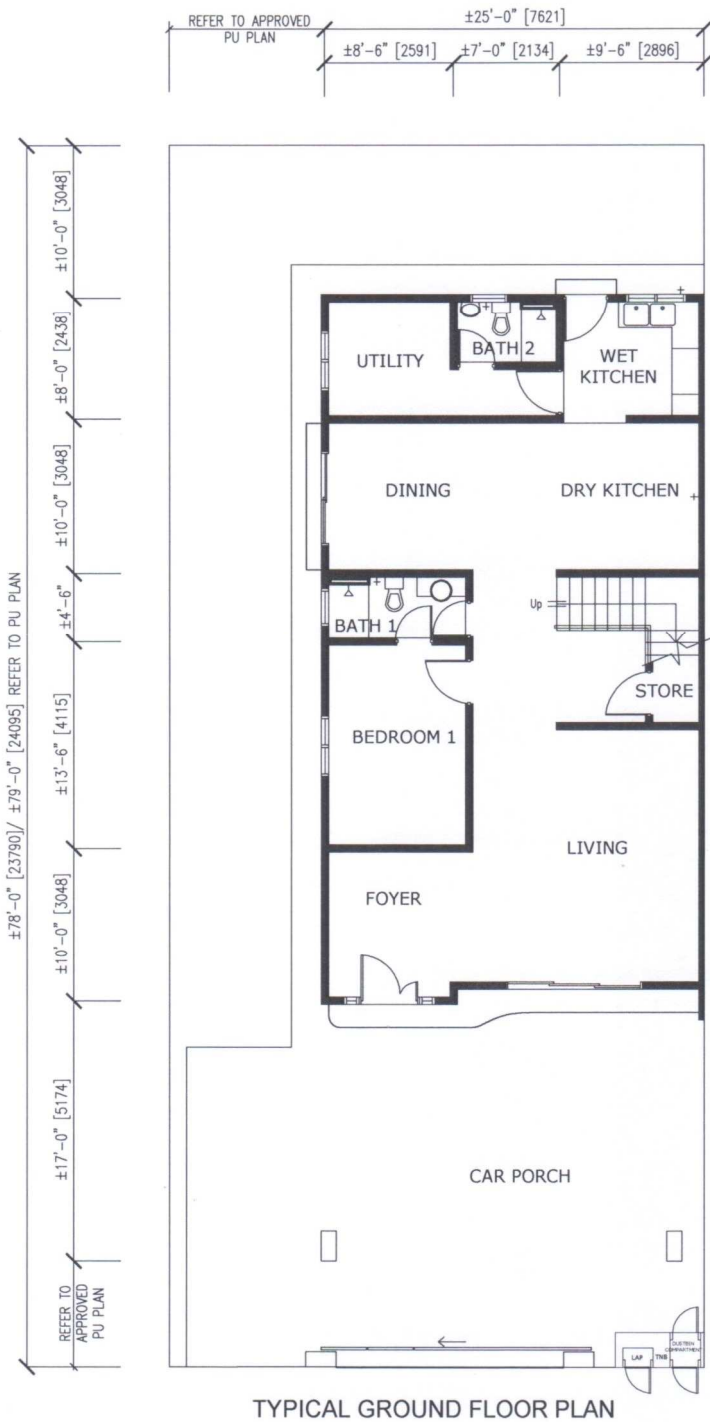 REFER TO APPROVED
PU PLAN
±25'-0" [7621]
±8'-6" [2591]
±7'-0" [2134]
±9'-6" [2896]
±78'-0" [23790]/ ±79'-0" [24095] REFER TO PU PLAN
±10'-0" [3048]
±8'-0" [2438]
±10'-0" [3048]
±4'-6"
±13'-6" [4115]
±10'-0" [3048]
±17'-0" [5174]
REFER TO
APPROVED
PU PLAN
UTILITY
BATH 2
WET
KITCHEN
DINING
DRY KITCHEN
BATH 1
Up
STORE
BEDROOM 1
LIVING
FOYER
CAR PORCH
LAP
TNB
COMPARTMENT
TYPICAL GROUND FLOOR PLAN